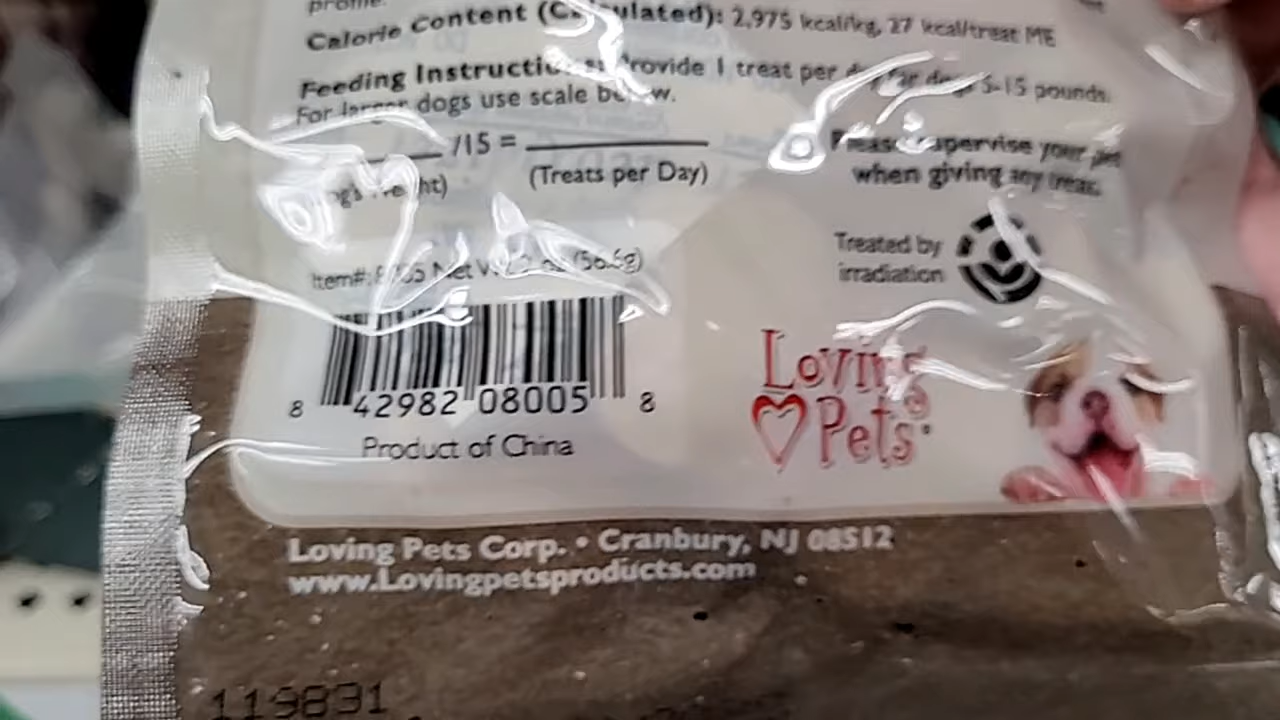 profile.
Calorie Content (Calculated): 2,975 kcal/kg, 27 kcal/treat ME
Feeding Instructions: Provide 1 treat per day for dogs 5-15 pounds.
For larger dogs use scale below.
/15 =
(Dog's Weight)
(Treats per Day)
Please supervise your pet
when giving any treat.
Treated by
irradiation
Item#: Net Wt. 2 oz (56.6g)
8 42982 08005 8
Product of China
Loving
Pets
Loving Pets Corp. • Cranbury, NJ 08512
www.Lovingpetsproducts.com
119831